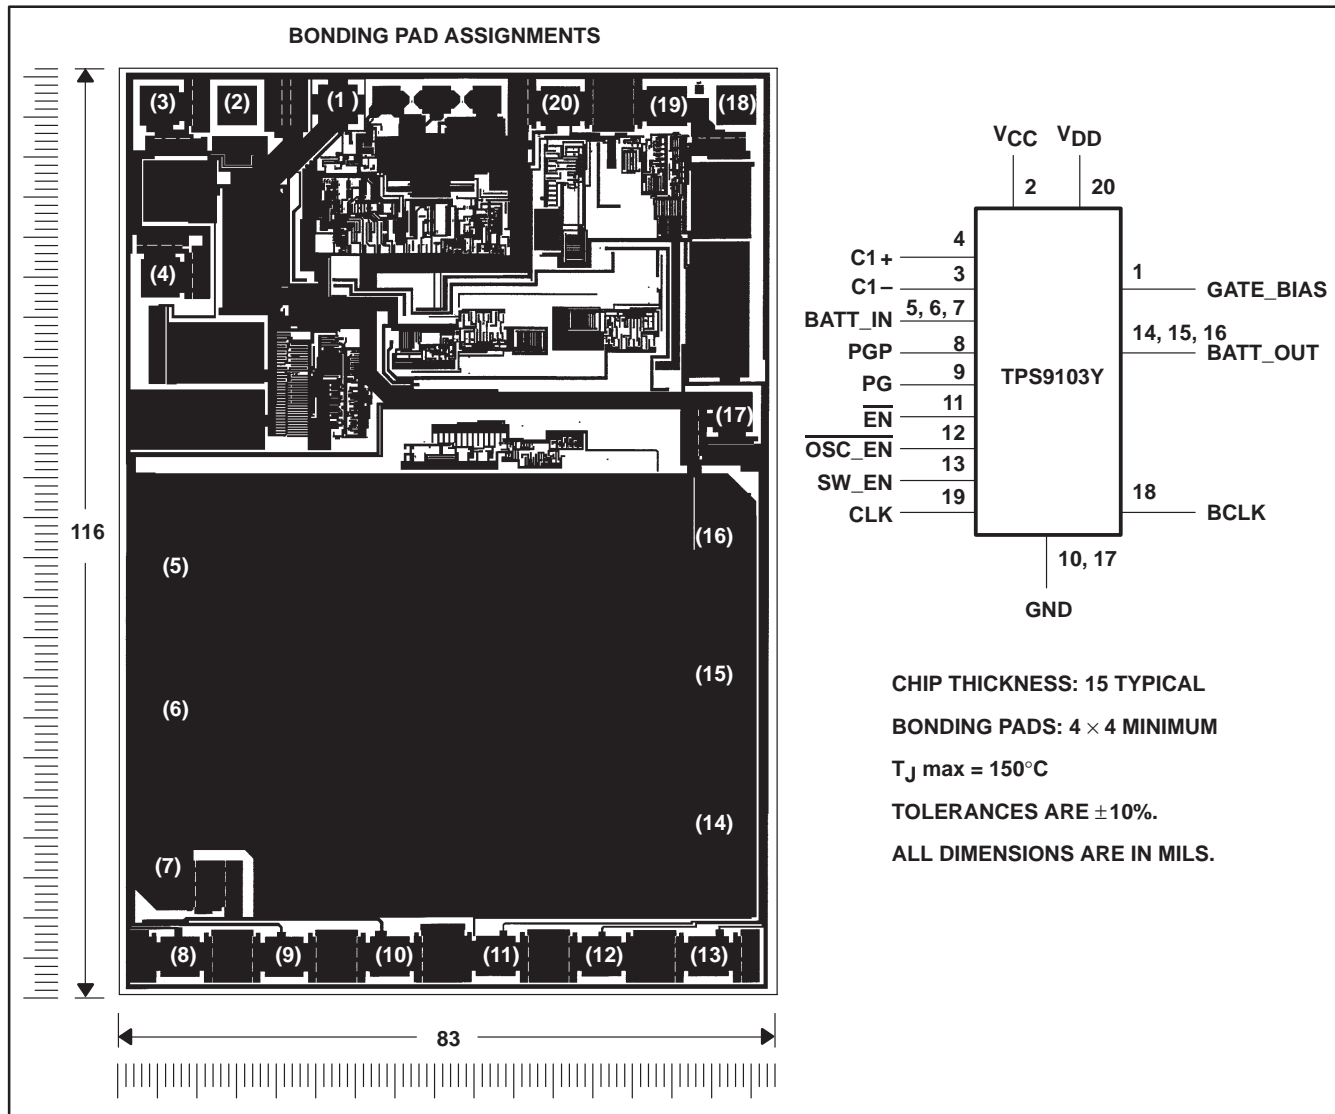 BONDING PAD ASSIGNMENTS
(3) (2) (1 ) (20) (19) (18)
(4)
(17)
(16)
(5)
(15)
(6)
(14)
(7)
(8) (9) (10) (11) (12) (13)
116
83
VCC VDD
2 20
4
C1+
3
C1−
5, 6, 7
BATT_IN
8
PGP
9
PG
11
EN
12
OSC_EN
13
SW_EN
19
CLK
TPS9103Y
1
GATE_BIAS
14, 15, 16
BATT_OUT
18
BCLK
10, 17
GND
CHIP THICKNESS: 15 TYPICAL
BONDING PADS: 4 × 4 MINIMUM
TJ max = 150°C
TOLERANCES ARE ±10%.
ALL DIMENSIONS ARE IN MILS.